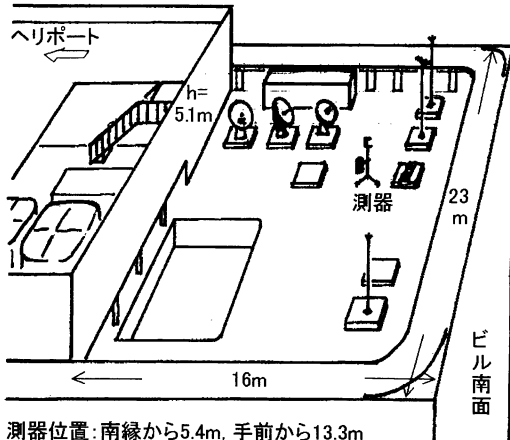 ヘリポート
h=
5.1m
測器
23
m
16m
ビル南面
測器位置:南縁から5.4m, 手前から13.3m